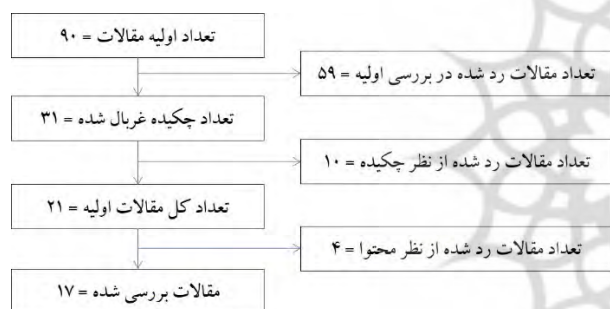 تعداد اولیه مقالات = ۹۰
تعداد مقالات رد شده در بررسی اولیه = ۵۹
تعداد چکیده غربال شده = ۳۱
تعداد مقالات رد شده از نظر چکیده = ۱۰
تعداد کل مقالات اولیه = ۲۱
تعداد مقالات رد شده از نظر محتوا = ۴
مقالات بررسی شده = ۱۷